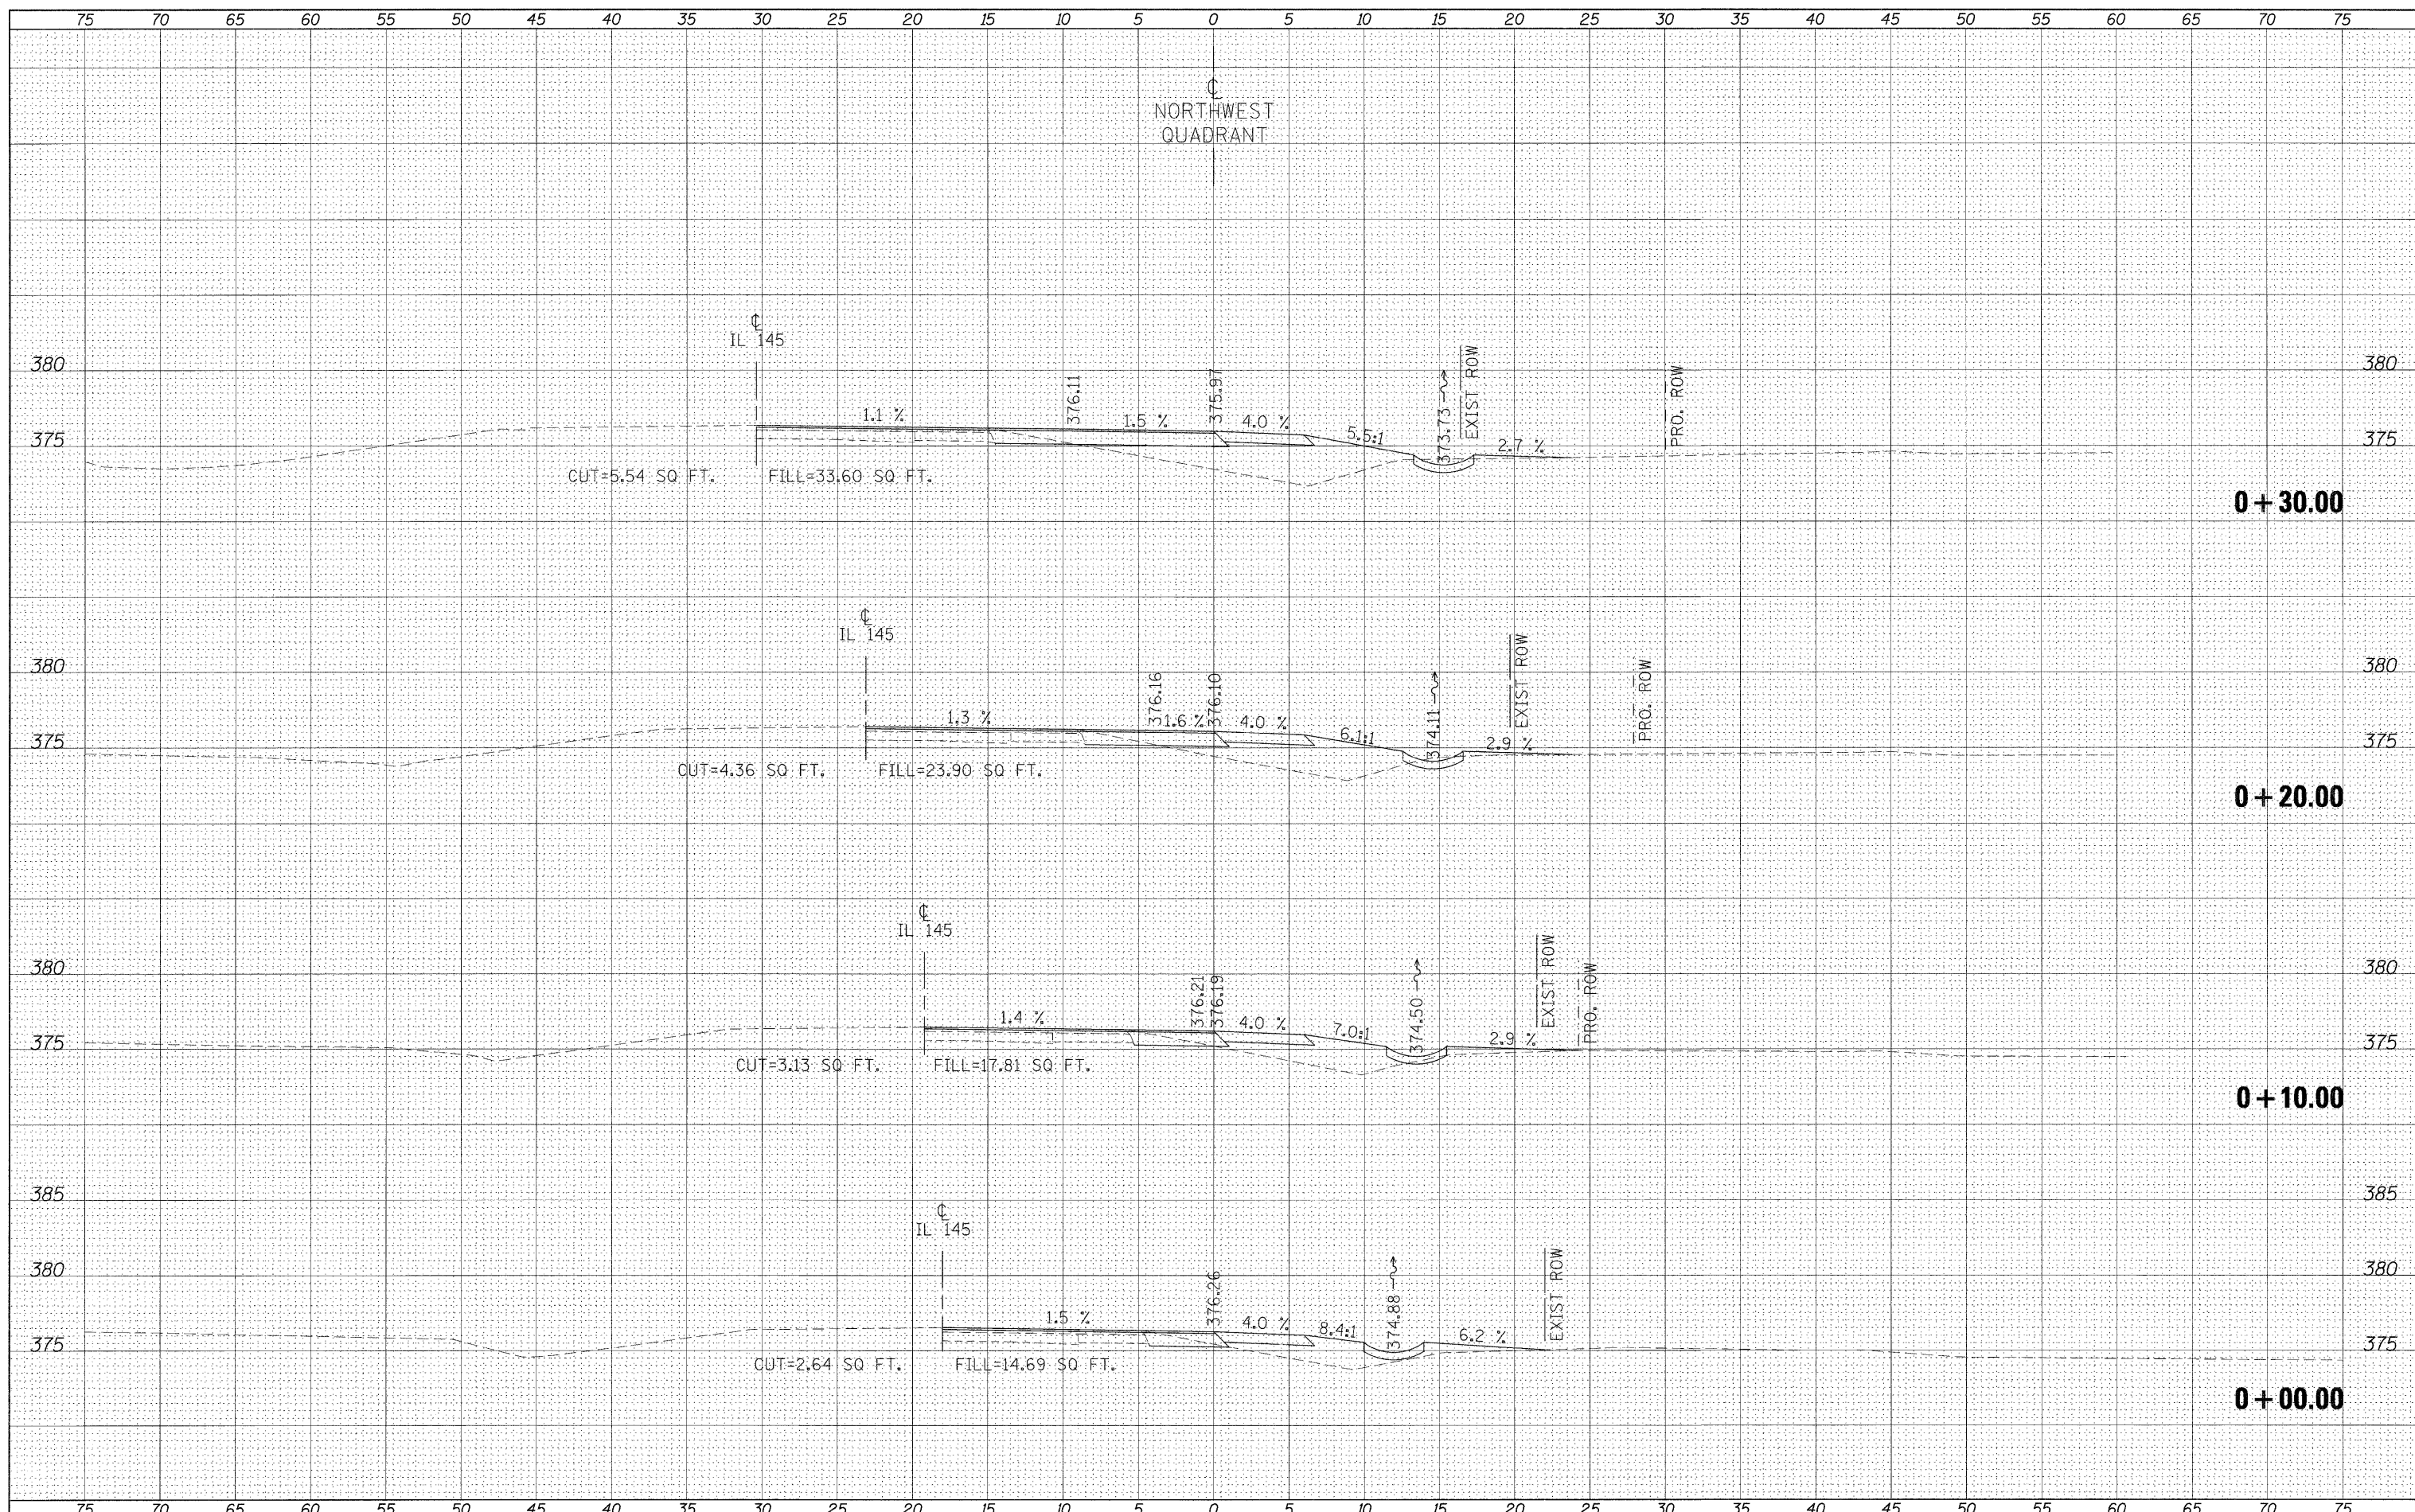 75 70 65 60 55 50 45 40 35 30 25 20 15 10 5 0 5 10 15 20 25 30 35 40 45 50 55 60 65 70 75
℄
NORTHWEST
QUADRANT
℄
IL 145
380 380
375 375
1.1 %
376.11
1.5 %
375.97
4.0 %
5.5:1
373.73
EXIST ROW
2.7 %
PRO. ROW
CUT=5.54 SQ FT. FILL=33.60 SQ FT.
0+30.00
℄
IL 145
380 380
375 375
1.3 %
376.16
1.6 %
376.10
4.0 %
6.1:1
374.11
2.9 %
EXIST ROW
PRO. ROW
CUT=4.36 SQ FT. FILL=23.90 SQ FT.
0+20.00
℄
IL 145
380 380
375 375
1.4 %
376.21
376.19
4.0 %
7.0:1
374.50
2.9 %
EXIST ROW
PRO. ROW
CUT=3.13 SQ FT. FILL=17.81 SQ FT.
0+10.00
385 385
℄
IL 145
380 380
375 375
1.5 %
376.26
4.0 %
8.4:1
374.88
6.2 %
EXIST ROW
CUT=2.64 SQ FT. FILL=14.69 SQ FT.
0+00.00
75 70 65 60 55 50 45 40 35 30 25 20 15 10 5 0 5 10 15 20 25 30 35 40 45 50 55 60 65 70 75